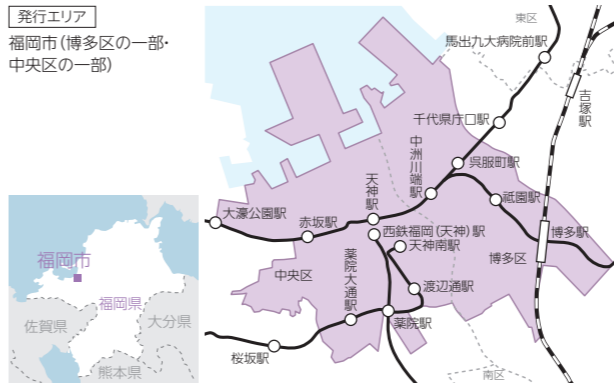 発行エリア
福岡市(博多区の一部・
中央区の一部)
東区
馬出九大病院前駅
吉塚駅
千代県庁口駅
中洲川端駅
呉服町駅
祇園駅
天神駅
大濠公園駅
赤坂駅
西鉄福岡(天神)駅
天神南駅
博多駅
博多区
中央区
薬院大通駅
渡辺通駅
薬院駅
桜坂駅
南区
福岡市
福岡県
佐賀県
大分県
熊本県